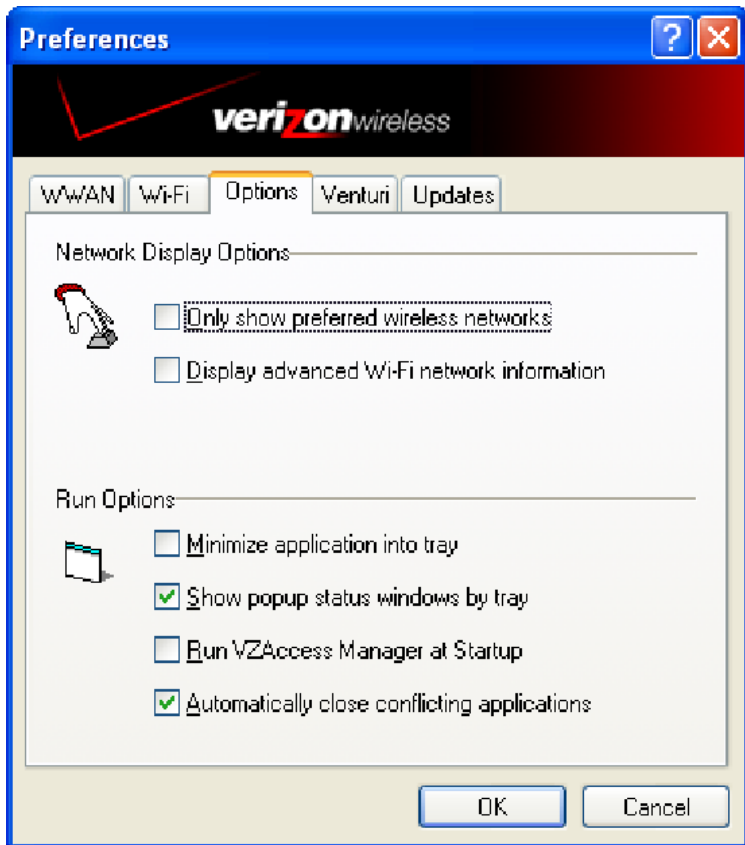 Preferences
verizonwireless
WWAN Wi-Fi Options Venturi Updates
Network Display Options
Only show preferred wireless networks
Display advanced Wi-Fi network information
Run Options
Minimize application into tray
Show popup status windows by tray
Run VZAccess Manager at Startup
Automatically close conflicting applications
OK Cancel